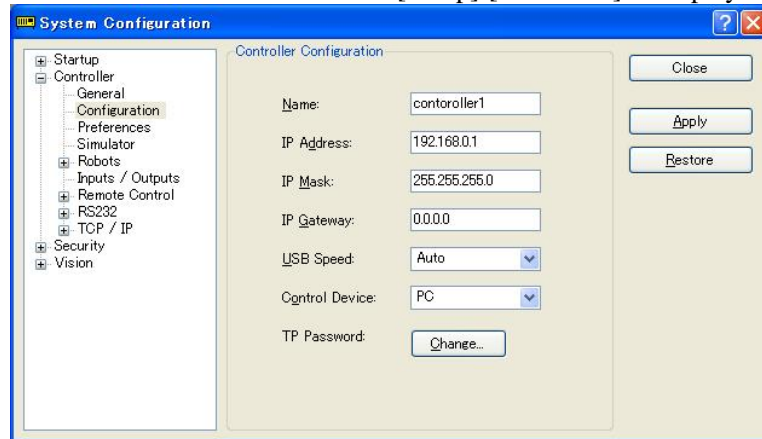 System Configuration
Startup
Controller
General
Configuration
Preferences
Simulator
Robots
Inputs / Outputs
Remote Control
RS232
TCP / IP
Security
Vision
Controller Configuration
Name: contoroller1
IP Address: 192.168.0.1
IP Mask: 255.255.255.0
IP Gateway: 0.0.0.0
USB Speed: Auto
Control Device: PC
TP Password: Change...
Close
Apply
Restore